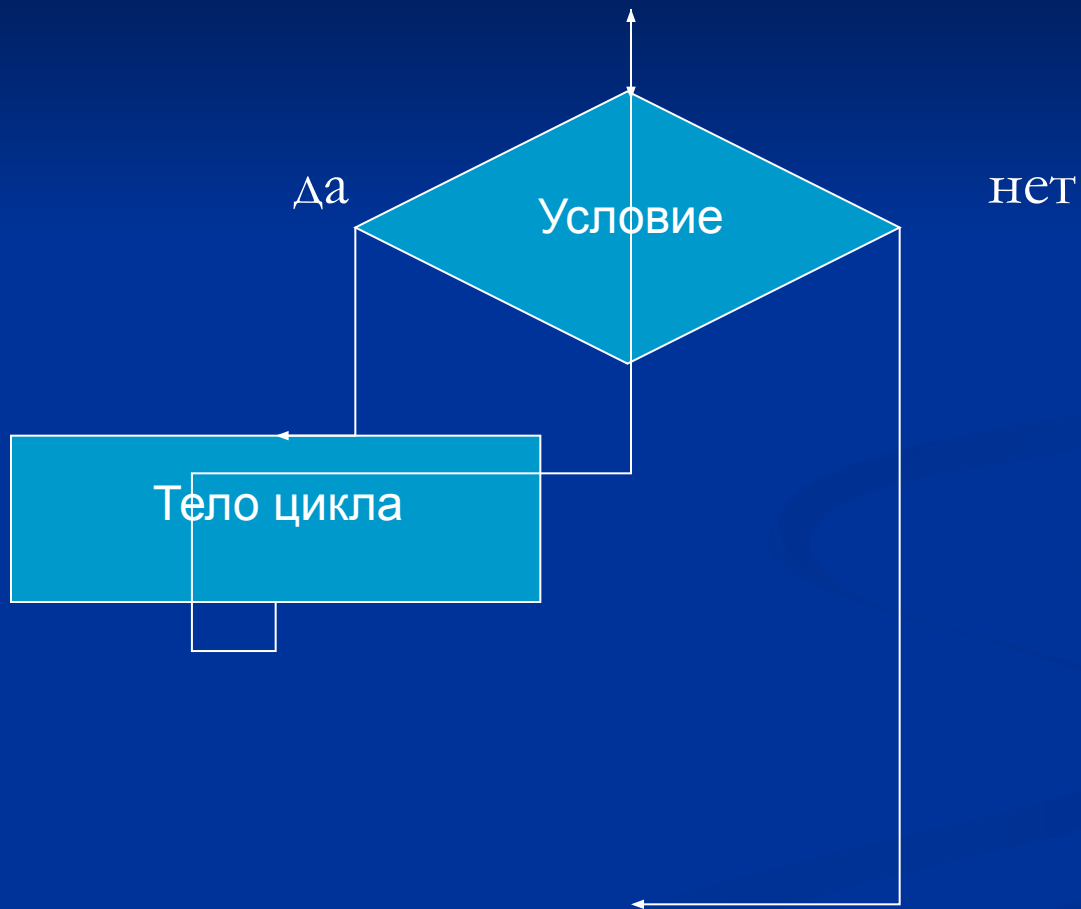 да
нет
Условие
Тело цикла